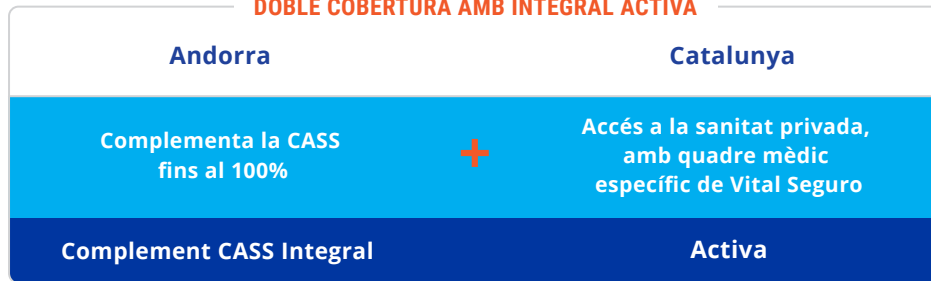 DOBLE COBERTURA AMB INTEGRAL ACTIVA
Andorra
Catalunya
Complementa la CASS
fins al 100%
+
Accés a la sanitat privada,
amb quadre mèdic
específic de Vital Seguro
Complement CASS Integral
Activa